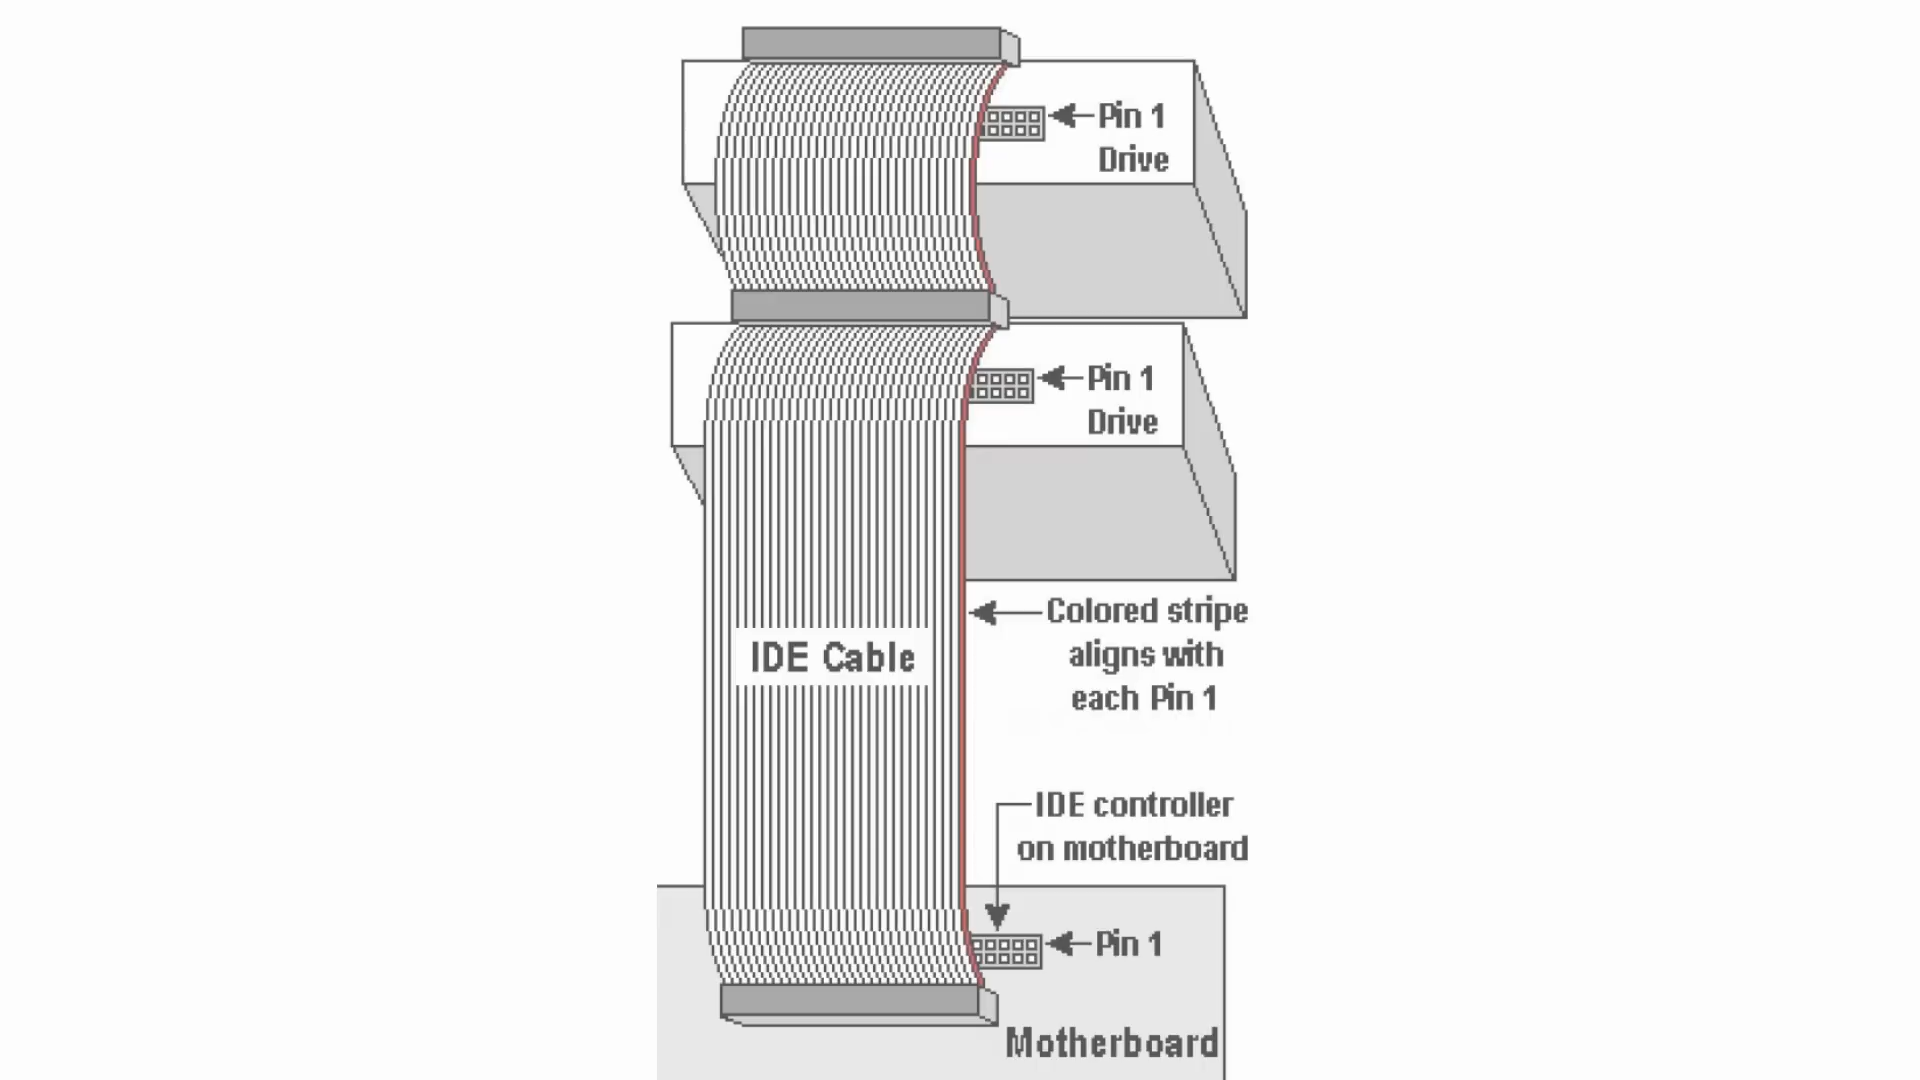 Pin 1
Drive
Pin 1
Drive
Colored stripe
aligns with
each Pin 1
IDE Cable
IDE controller
on motherboard
Pin 1
Motherboard